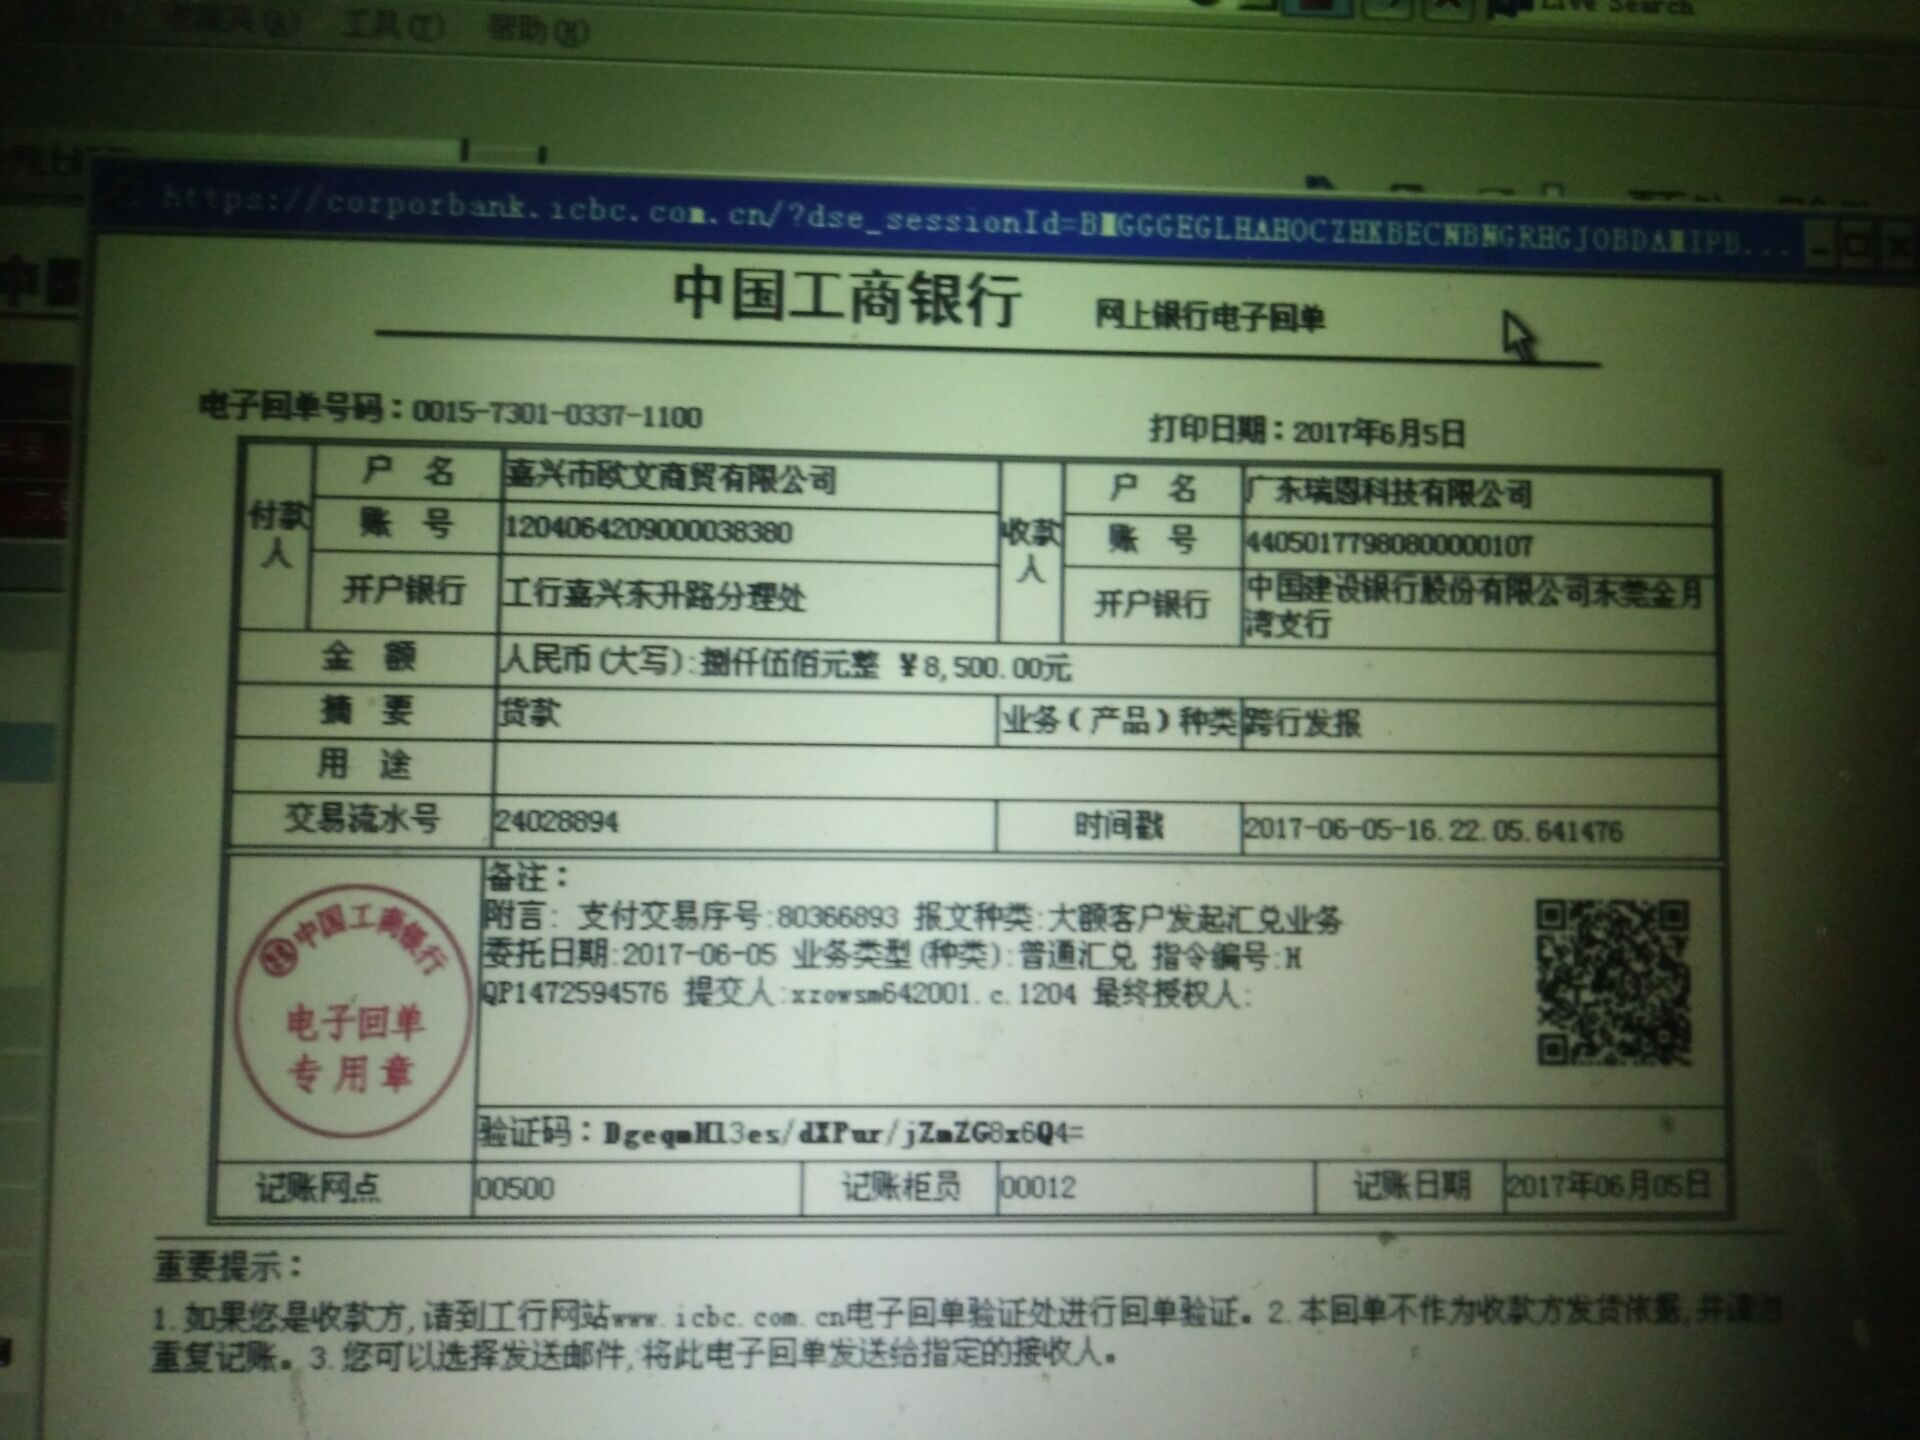 工具(T) 帮助(H)
Live Search
https://corporbank.icbc.com.cn/?dse_sessionId=BMGGGEGLHAHOCZHKBECNBNGRHGJOBDAMIPB...
中国工商银行 网上银行电子回单
电子回单号码：0015-7301-0337-1100 打印日期：2017年6月5日
付款人 户 名 嘉兴市欧文商贸有限公司 收款人 户 名 广东瑞恩科技有限公司
账 号 1204064209000038380 账 号 44050177980800000107
开户银行 工行嘉兴东升路分理处 开户银行 中国建设银行股份有限公司东莞金月
湾支行
金 额 人民币(大写):捌仟伍佰元整 ￥8,500.00元
摘 要 货款 业务（产品）种类 跨行发报
用 途
交易流水号 24028894 时间戳 2017-06-05-16.22.05.641476
中国工商银行
电子回单
专用章
备注：
附言: 支付交易序号:80366893 报文种类:大额客户发起汇兑业务
委托日期:2017-06-05 业务类型(种类):普通汇兑 指令编号:H
QP1472594576 提交人:xzowsm642001.c.1204 最终授权人:
验证码：DgeqmHl3es/dXPur/jZmZG8x6Q4=
记账网点 00500 记账柜员 00012 记账日期 2017年06月05日
重要提示：
1.如果您是收款方,请到工行网站www.icbc.com.cn电子回单验证处进行回单验证。2.本回单不作为收款方发货依据,并请勿
重复记账。3.您可以选择发送邮件,将此电子回单发送给指定的接收人。